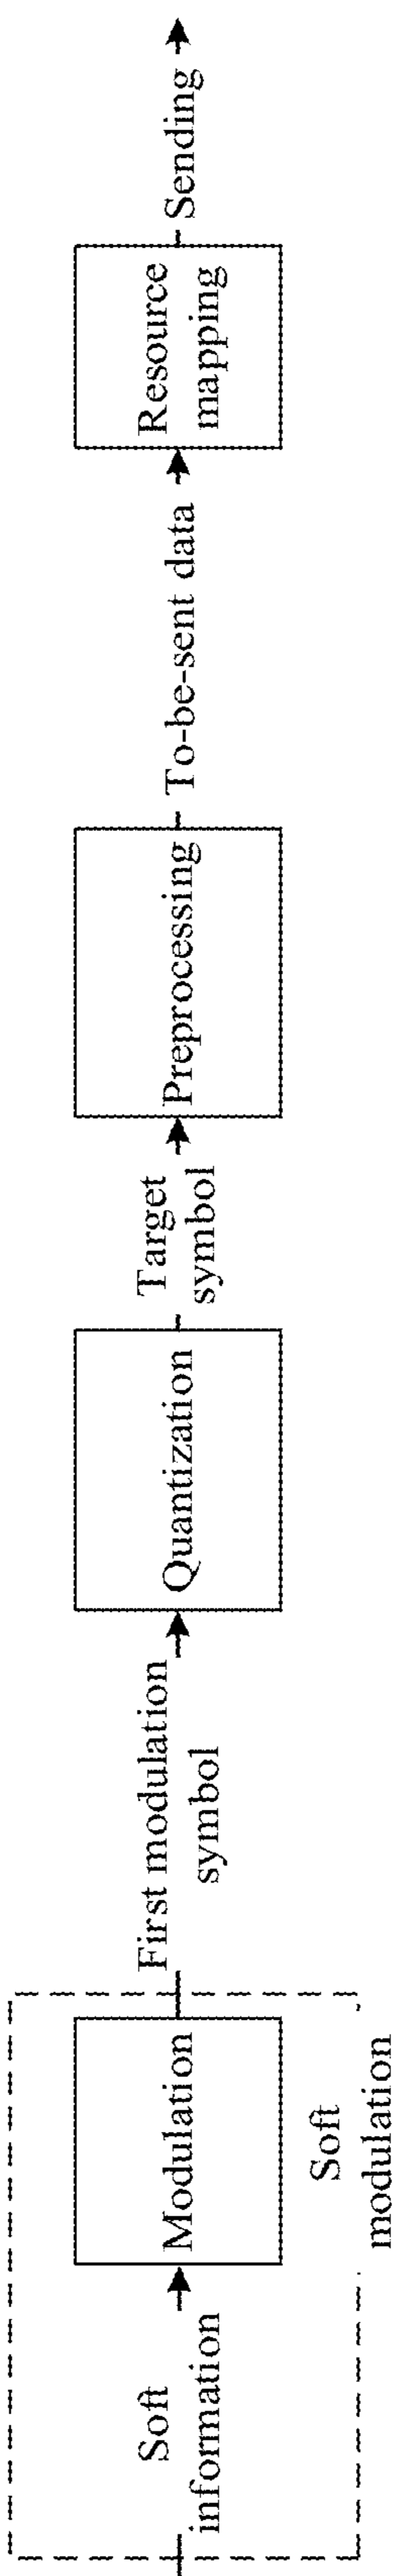 Soft
information
Modulation
Soft
modulation
First modulation
symbol
Quantization
Target
symbol
Preprocessing
To-be-sent data
Resource
mapping
Sending